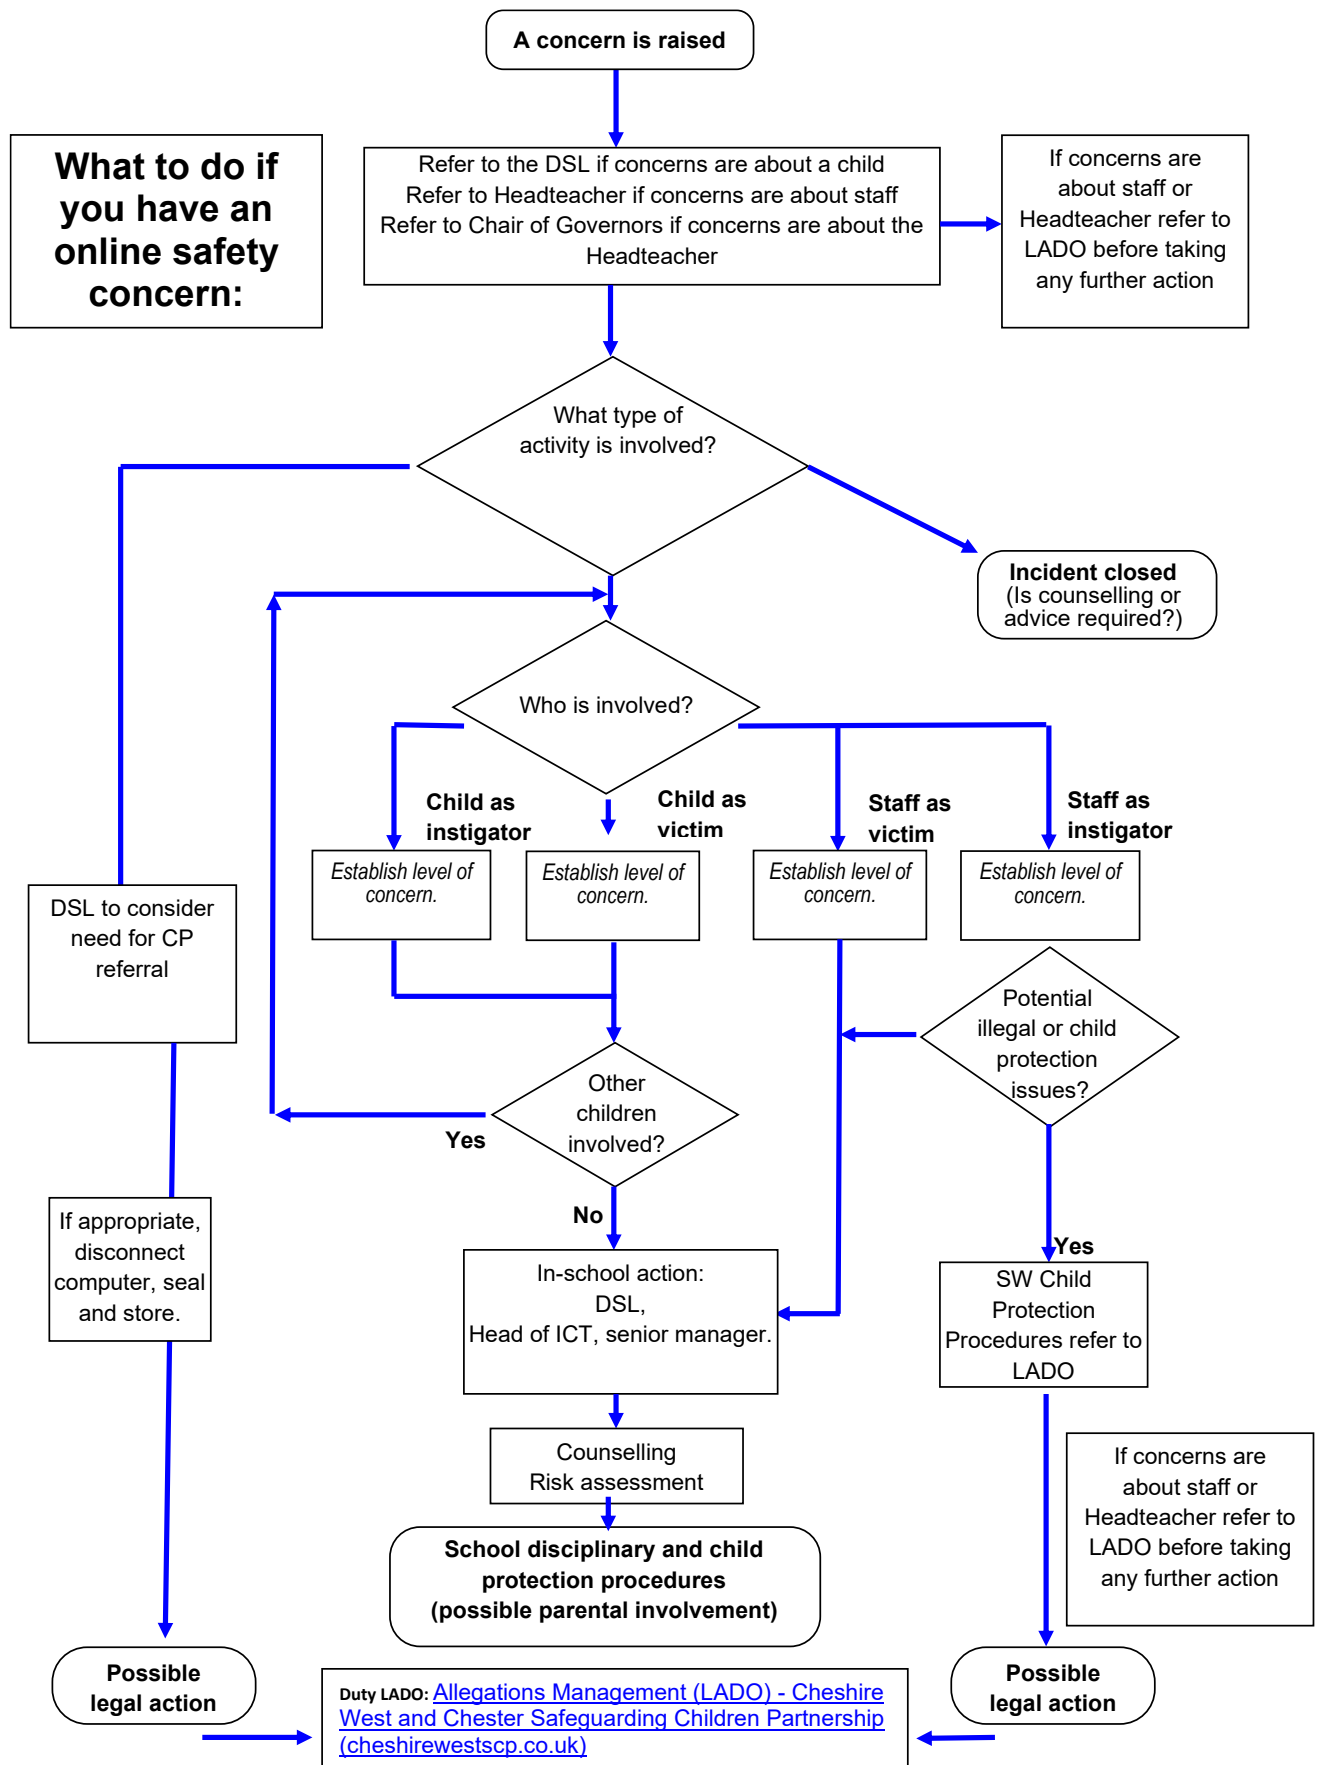 A concern is raised
What to do if
you have an
online safety
concern:
Refer to the DSL if concerns are about a child
Refer to Headteacher if concerns are about staff
Refer to Chair of Governors if concerns are about the
Headteacher
If concerns are
about staff or
Headteacher refer to
LADO before taking
any further action
What type of
activity is involved?
Incident closed
(Is counselling or
advice required?)
Who is involved?
Child as
instigator
Child as
victim
Staff as
victim
Staff as
instigator
Establish level of
concern.
Establish level of
concern.
Establish level of
concern.
Establish level of
concern.
DSL to consider
need for CP
referral
Potential
illegal or child
protection
issues?
Other
children
involved?
Yes
No
If appropriate,
disconnect
computer, seal
and store.
In-school action:
DSL,
Head of ICT, senior manager.
Yes
SW Child
Protection
Procedures refer to
LADO
Counselling
Risk assessment
If concerns are
about staff or
Headteacher refer to
LADO before taking
any further action
School disciplinary and child
protection procedures
(possible parental involvement)
Possible
legal action
Duty LADO: Allegations Management (LADO) - Cheshire
West and Chester Safeguarding Children Partnership
(cheshirewestscp.co.uk)
Possible
legal action